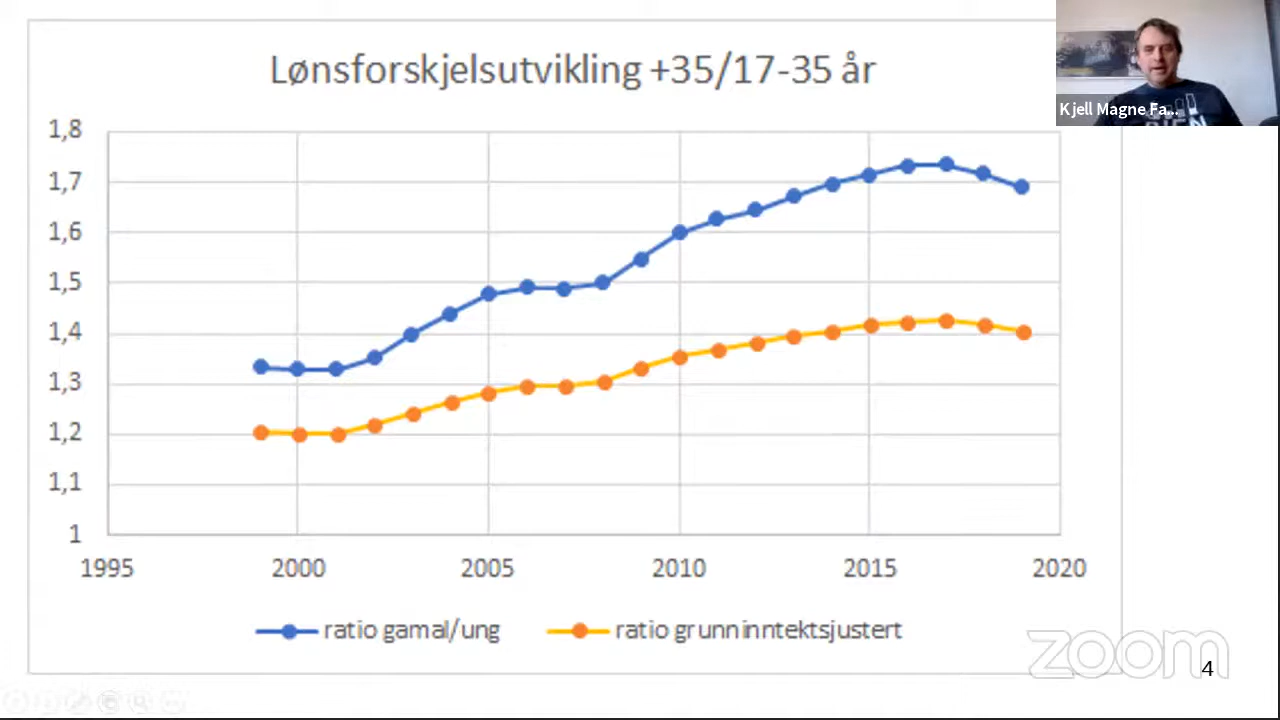 Lønsforskjelsutvikling +35/17-35 år
Kjell Magne Fa...
1,8
1,7
1,6
1,5
1,4
1,3
1,2
1,1
1
1995 2000 2005 2010 2015 2020
ratio gamal/ung ratio grunninntektsjustert
zoom
4